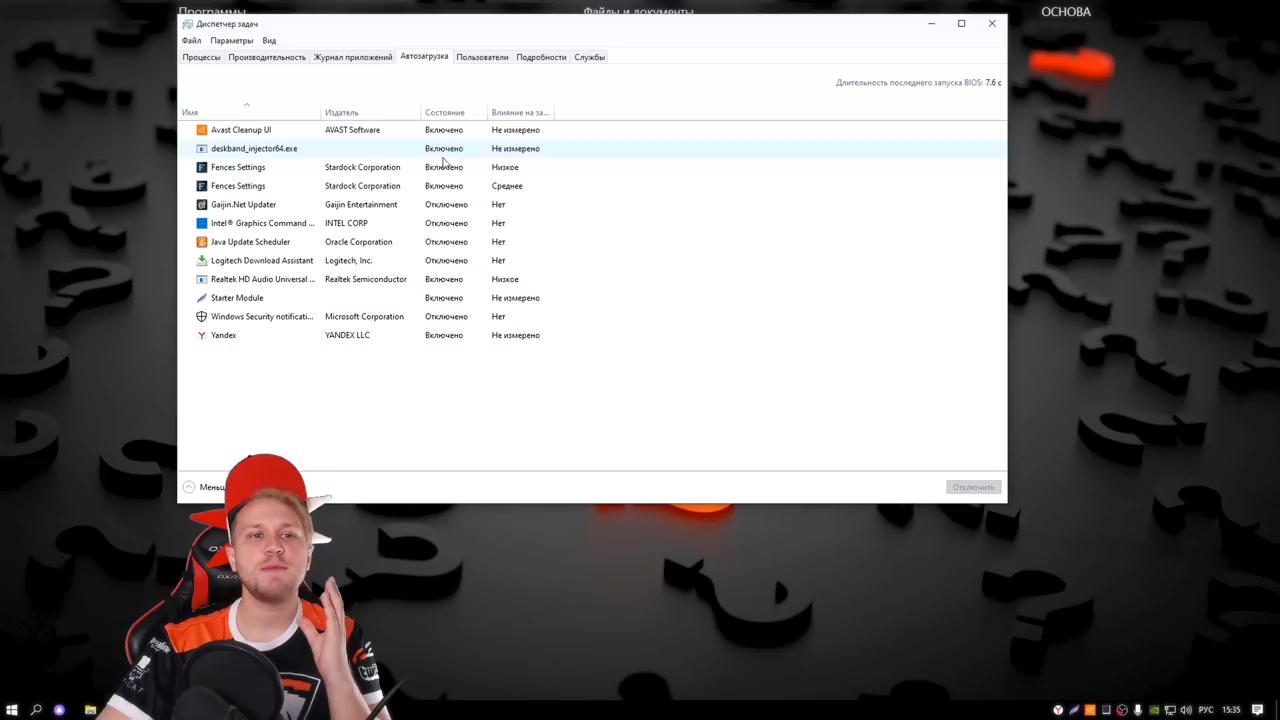 Программы
Файлы и документы
ОСНОВА
Диспетчер задач
Файл Параметры Вид
Процессы Производительность Журнал приложений Автозагрузка Пользователи Подробности Службы
Длительность последнего запуска BIOS: 7.6 с
Имя Издатель Состояние Влияние на за...
Avast Cleanup UI AVAST Software Включено Не измерено
deskband_injector64.exe Включено Не измерено
Fences Settings Stardock Corporation Включено Низкое
Fences Settings Stardock Corporation Включено Среднее
Gaijin.Net Updater Gaijin Entertainment Отключено Нет
Intel® Graphics Command ... INTEL CORP Отключено Нет
Java Update Scheduler Oracle Corporation Отключено Нет
Logitech Download Assistant Logitech, Inc. Отключено Нет
Realtek HD Audio Universal ... Realtek Semiconductor Включено Низкое
Starter Module Включено Не измерено
Windows Security notificati... Microsoft Corporation Отключено Нет
Yandex YANDEX LLC Включено Не измерено
Отключить
РУС 15:35